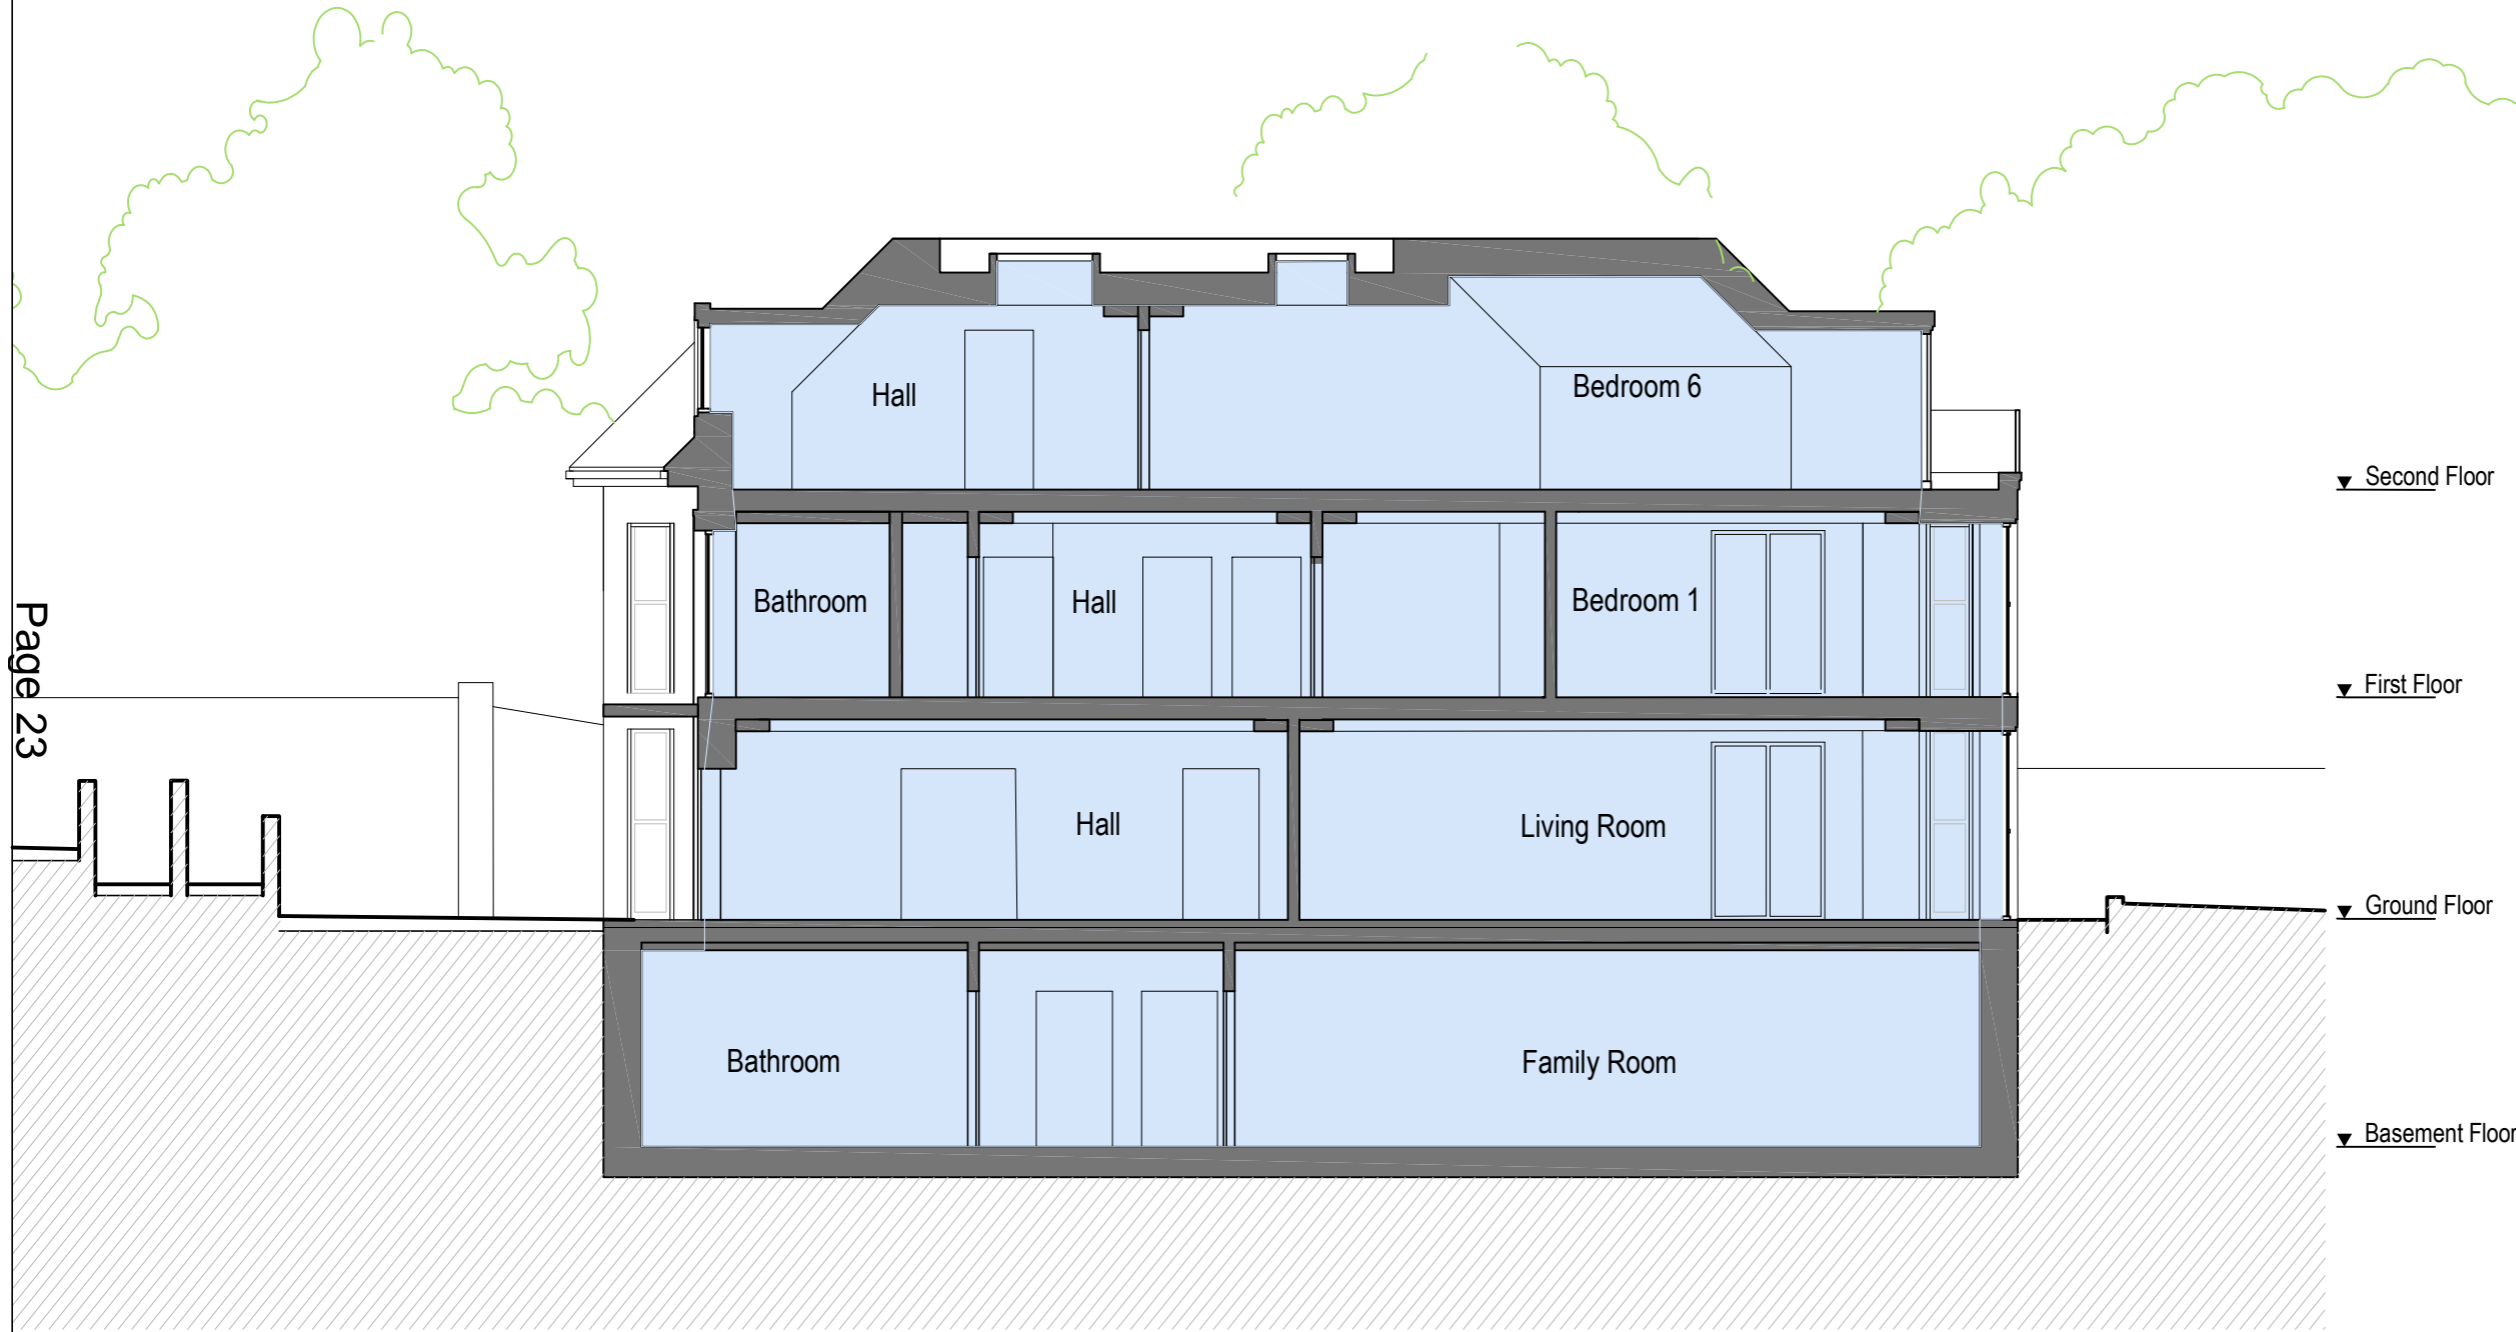 Hall
Bedroom 6
Second Floor
Bathroom
Hall
Bedroom 1
First Floor
Page 23
Hall
Living Room
Ground Floor
Bathroom
Family Room
Basement Floor